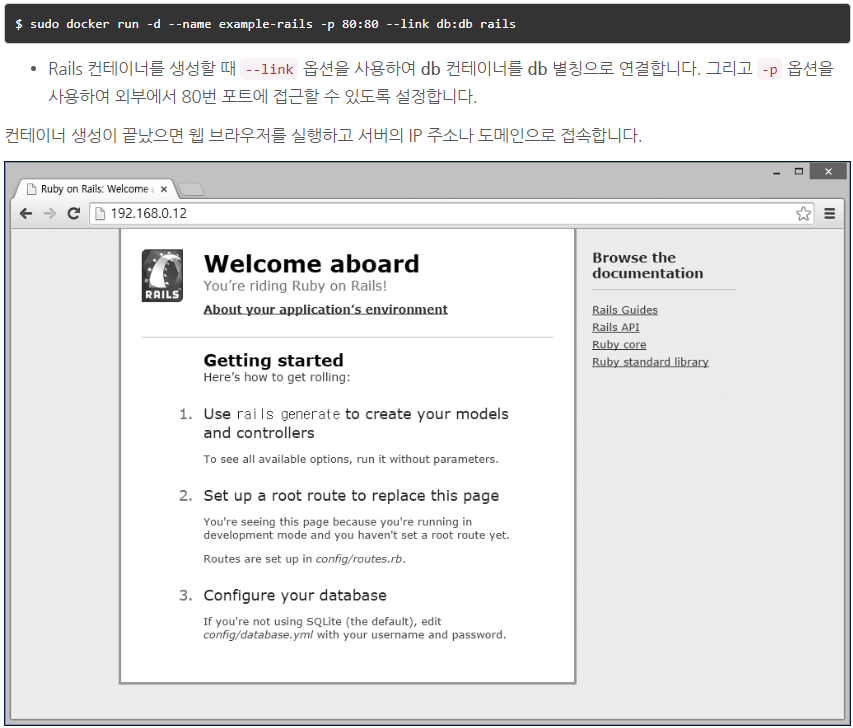 $ sudo docker run -d --name example-rails -p 80:80 --link db:db rails
• Rails 컨테이너를 생성할 때 --link 옵션을 사용하여 db 컨테이너를 db 별칭으로 연결합니다. 그리고 -p 옵션을
사용하여 외부에서 80번 포트에 접근할 수 있도록 설정합니다.
컨테이너 생성이 끝났으면 웹 브라우저를 실행하고 서버의 IP 주소나 도메인으로 접속합니다.
Ruby on Rails: Welcome
192.168.0.12
RAILS
Welcome aboard
You're riding Ruby on Rails!
About your application's environment
Getting started
Here's how to get rolling:
1. Use rails generate to create your models
and controllers
To see all available options, run it without parameters.
2. Set up a root route to replace this page
You're seeing this page because you're running in
development mode and you haven't set a root route yet.
Routes are set up in config/routes.rb.
3. Configure your database
If you're not using SQLite (the default), edit
config/database.yml with your username and password.
Browse the
documentation
Rails Guides
Rails API
Ruby core
Ruby standard library